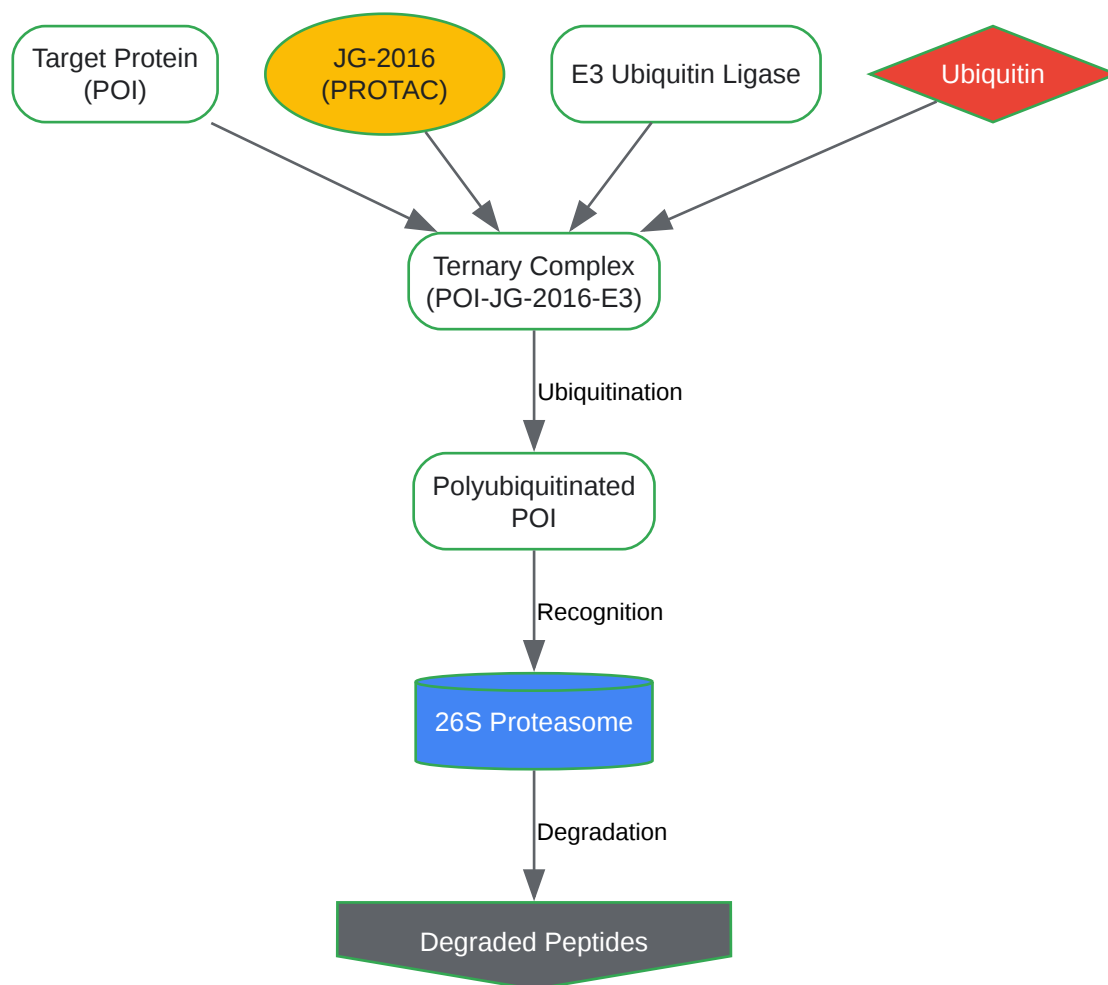 Target Protein
(POI)
JG-2016
(PROTAC)
E3 Ubiquitin Ligase
Ubiquitin
Ternary Complex
(POI-JG-2016-E3)
Ubiquitination
Polyubiquitinated
POI
Recognition
26S Proteasome
Degradation
Degraded Peptides